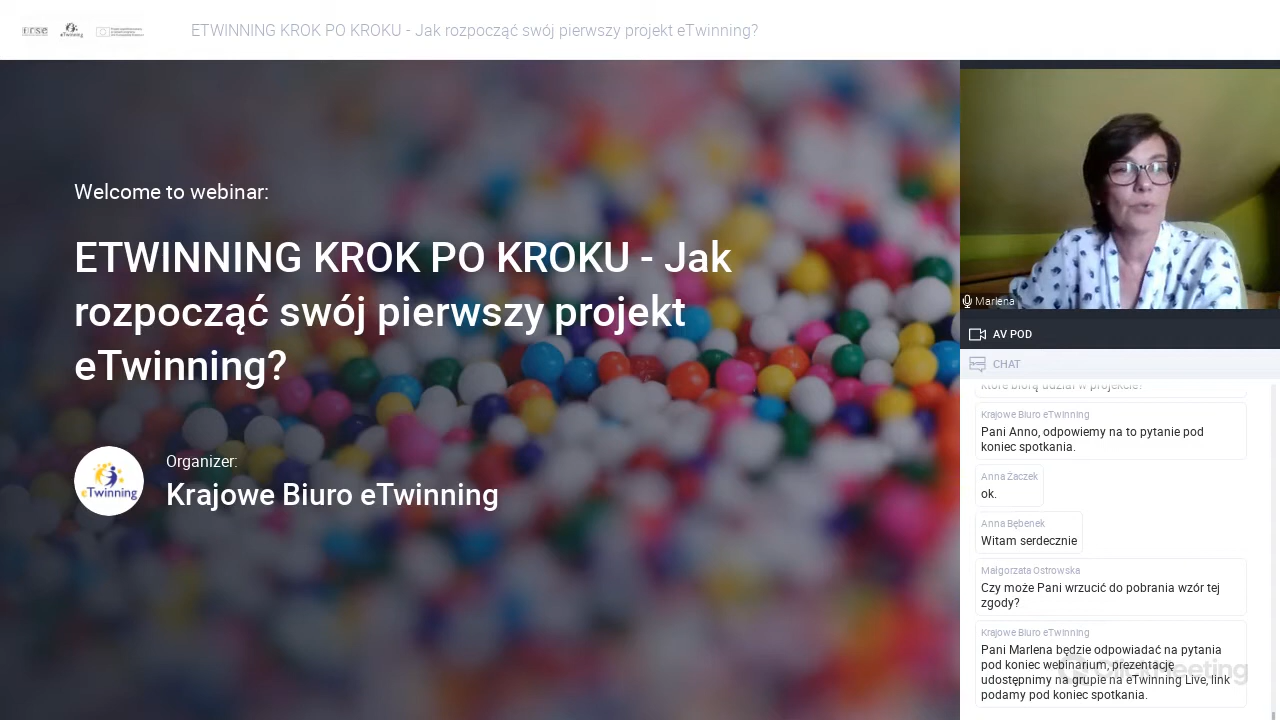 frse
eTwinning
ETWINNING KROK PO KROKU - Jak rozpocząć swój pierwszy projekt eTwinning?
Welcome to webinar:
ETWINNING KROK PO KROKU - Jak
rozpocząć swój pierwszy projekt
eTwinning?
eTwinning
Organizer:
Krajowe Biuro eTwinning
Marlena
AV POD
CHAT
które biorą udział w projekcie?
Krajowe Biuro eTwinning
Pani Anno, odpowiemy na to pytanie pod
koniec spotkania.
Anna Żaczek
ok.
Anna Bębenek
Witam serdecznie
Małgorzata Ostrowska
Czy może Pani wrzucić do pobrania wzór tej
zgody?
Krajowe Biuro eTwinning
Pani Marlena będzie odpowiadać na pytania
pod koniec webinarium, prezentację
udostępnimy na grupie na eTwinning Live, link
podamy pod koniec spotkania.
ClickMeeting